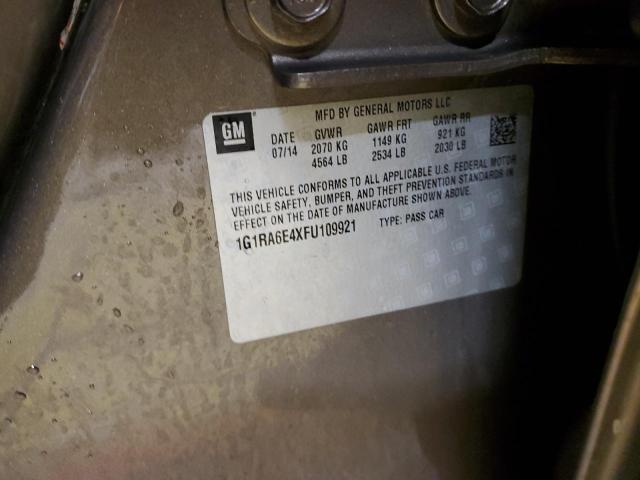 GM
MFD BY GENERAL MOTORS LLC
DATE GVWR GAWR FRT GAWR RR
07/14 2070 KG 1149 KG 921 KG
4564 LB 2534 LB 2030 LB
THIS VEHICLE CONFORMS TO ALL APPLICABLE U.S. FEDERAL MOTOR
VEHICLE SAFETY, BUMPER, AND THEFT PREVENTION STANDARDS IN
EFFECT ON THE DATE OF MANUFACTURE SHOWN ABOVE.
1G1RA6E4XFU109921 TYPE: PASS CAR